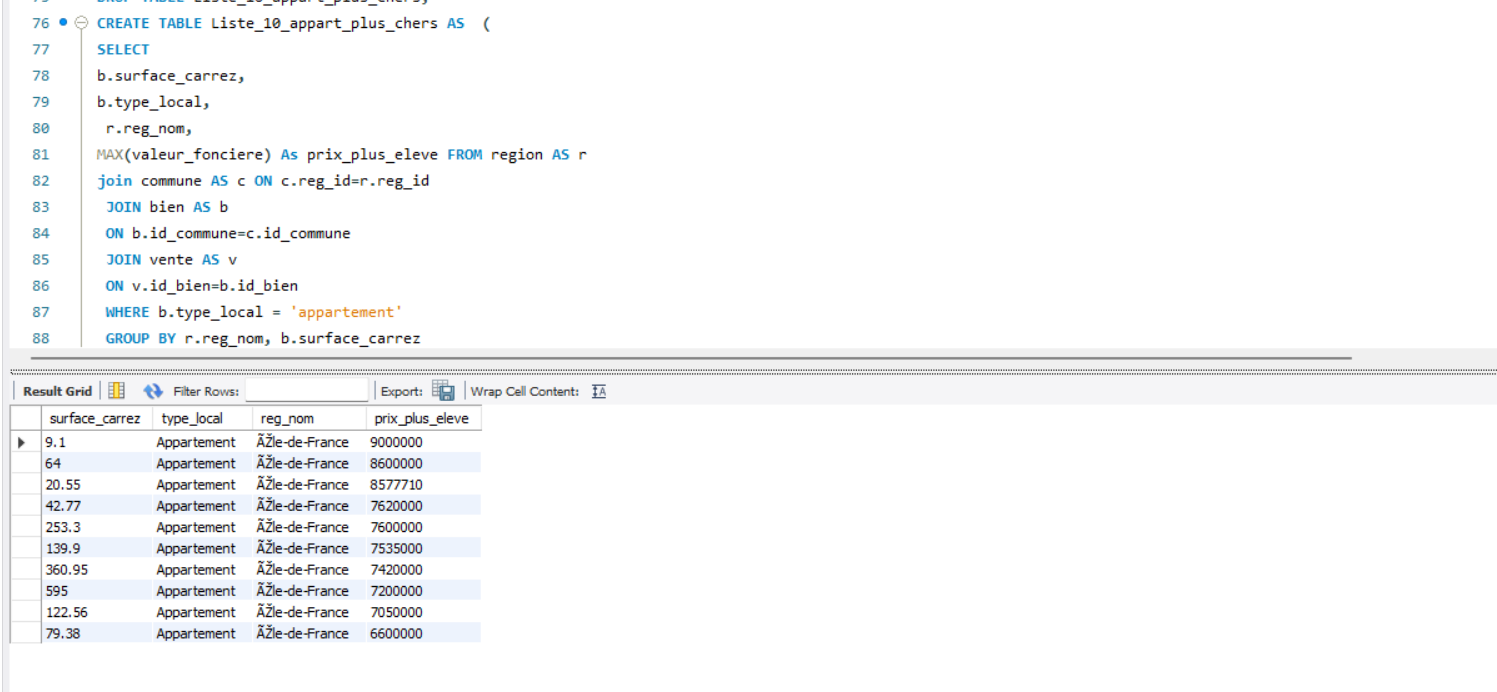 75 DROP TABLE Liste_10_appart_plus_chers;
76 CREATE TABLE Liste_10_appart_plus_chers AS (
77 SELECT
78 b.surface_carrez,
79 b.type_local,
80 r.reg_nom,
81 MAX(valeur_fonciere) As prix_plus_eleve FROM region AS r
82 join commune AS c ON c.reg_id=r.reg_id
83 JOIN bien AS b
84 ON b.id_commune=c.id_commune
85 JOIN vente AS v
86 ON v.id_bien=b.id_bien
87 WHERE b.type_local = 'appartement'
88 GROUP BY r.reg_nom, b.surface_carrez
Result Grid Filter Rows: Export: Wrap Cell Content: IA
surface_carrez type_local reg_nom prix_plus_eleve
9.1 Appartement ÃŽle-de-France 9000000
64 Appartement ÃŽle-de-France 8600000
20.55 Appartement ÃŽle-de-France 8577710
42.77 Appartement ÃŽle-de-France 7620000
253.3 Appartement ÃŽle-de-France 7600000
139.9 Appartement ÃŽle-de-France 7535000
360.95 Appartement ÃŽle-de-France 7420000
595 Appartement ÃŽle-de-France 7200000
122.56 Appartement ÃŽle-de-France 7050000
79.38 Appartement ÃŽle-de-France 6600000